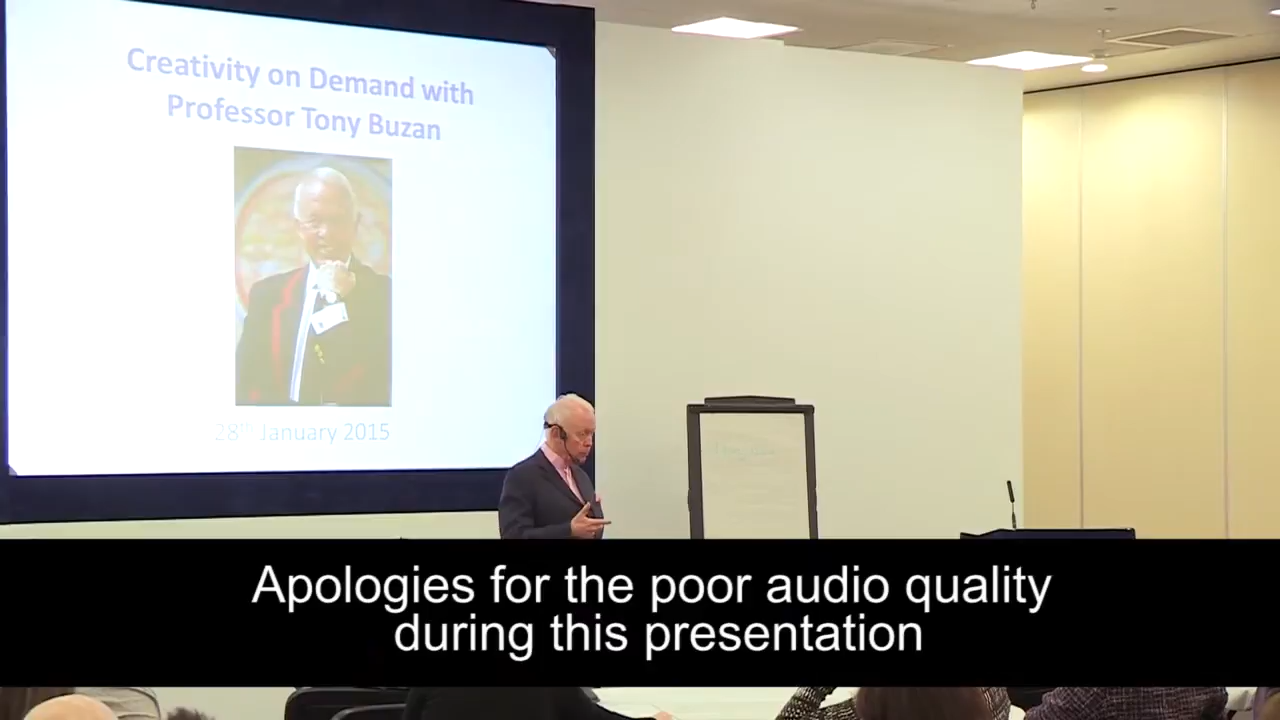 Creativity on Demand with
Professor Tony Buzan
28th January 2015
Apologies for the poor audio quality
during this presentation